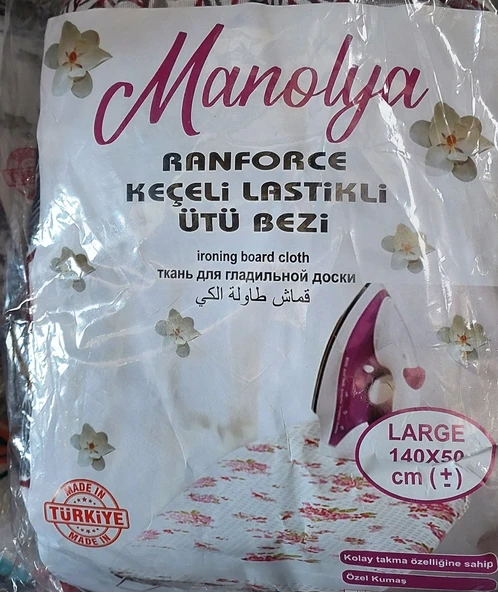 Manolya
RANFORCE
KEÇELİ LASTİKLİ
ÜTÜ BEZİ
ironing board cloth
ткань для гладильной доски
قماش طاولة الكي
LARGE
140X50
cm (±)
MADE IN
TÜRKİYE
MADE IN
Kolay takma özelliğine sahip
Özel Kumaş